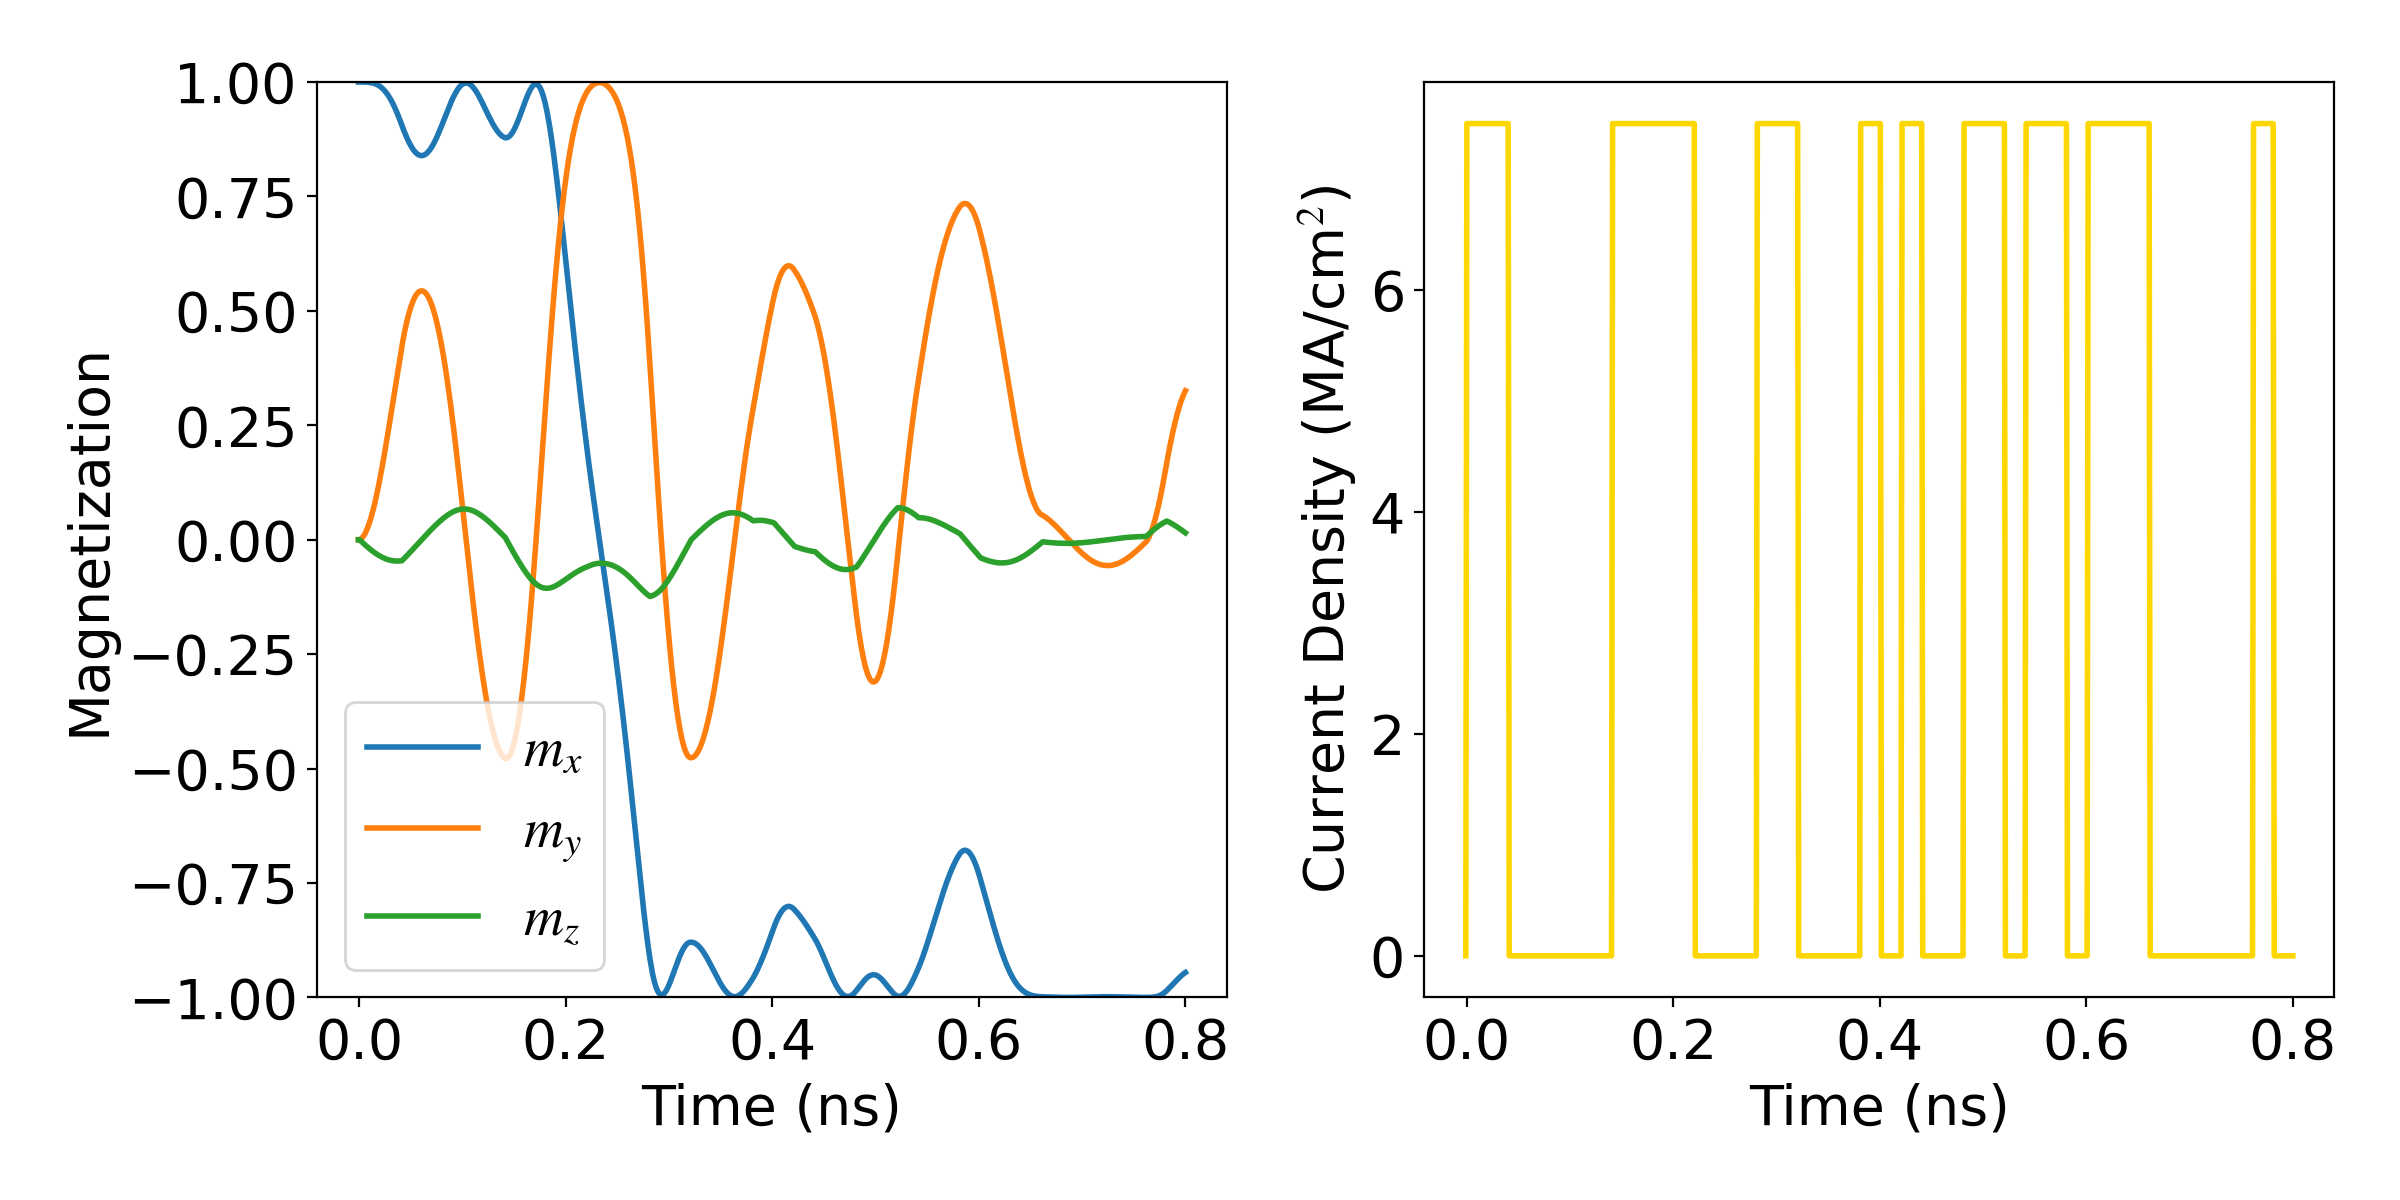 1.00
0.75
0.50
0.25
0.00
−0.25
−0.50
−0.75
−1.00
Magnetization
m_x
m_y
m_z
0.0 0.2 0.4 0.6 0.8
Time (ns)
Current Density (MA/cm²)
6
4
2
0
0.0 0.2 0.4 0.6 0.8
Time (ns)